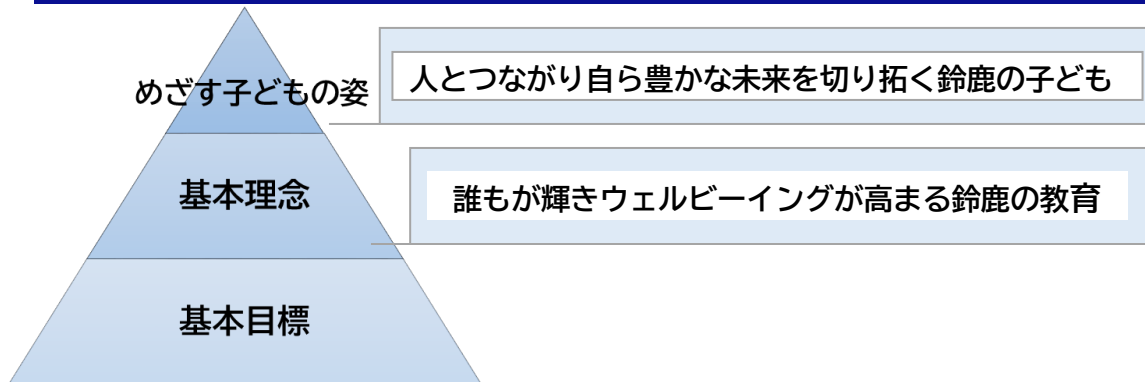 めざす子どもの姿
人とつながり自ら豊かな未来を切り拓く鈴鹿の子ども
基本理念
誰もが輝きウェルビーイングが高まる鈴鹿の教育
基本目標